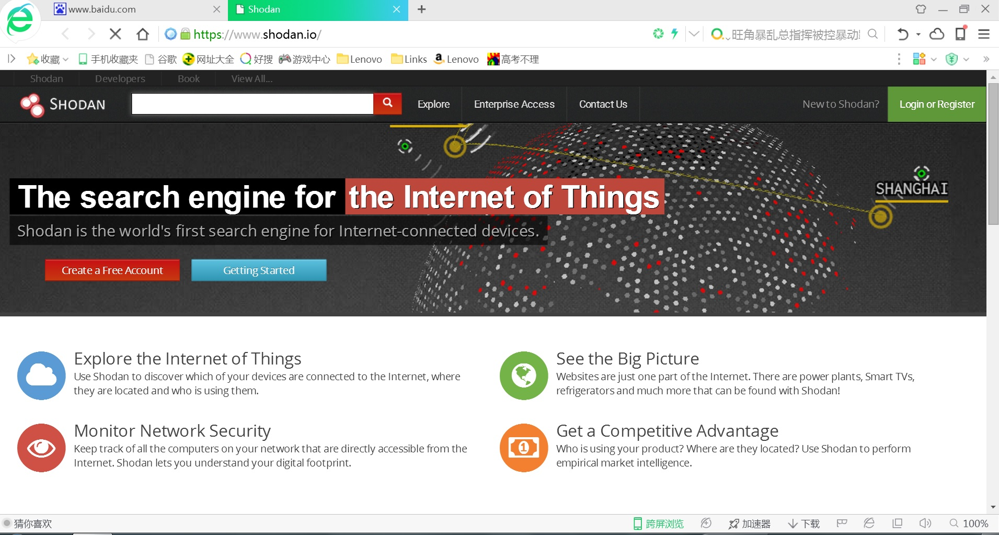 www.baidu.com
Shodan
https://www.shodan.io/
旺角暴乱总指挥被控暴动
收藏
手机收藏夹
谷歌
网址大全
好搜
游戏中心
Lenovo
Links
Lenovo
高考不理
Shodan
Developers
Book
View All...
SHODAN
Explore
Enterprise Access
Contact Us
New to Shodan?
Login or Register
SHANGHAI
The search engine for the Internet of Things
Shodan is the world's first search engine for Internet-connected devices.
Create a Free Account
Getting Started
Explore the Internet of Things
Use Shodan to discover which of your devices are connected to the Internet, where
they are located and who is using them.
See the Big Picture
Websites are just one part of the Internet. There are power plants, Smart TVs,
refrigerators and much more that can be found with Shodan!
Monitor Network Security
Keep track of all the computers on your network that are directly accessible from the
Internet. Shodan lets you understand your digital footprint.
Get a Competitive Advantage
Who is using your product? Where are they located? Use Shodan to perform
empirical market intelligence.
猜你喜欢
跨屏浏览
加速器
下载
100%